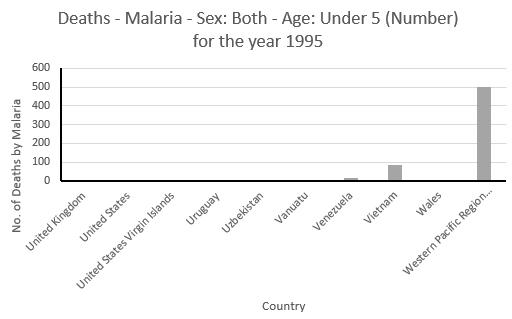 Deaths - Malaria - Sex: Both - Age: Under 5 (Number)
for the year 1995
600
500
400
300
200
100
0
No. of Deaths by Malaria
United Kingdom
United States
United States Virgin Islands
Uruguay
Uzbekistan
Vanuatu
Venezuela
Vietnam
Wales
Western Pacific Region...
Country